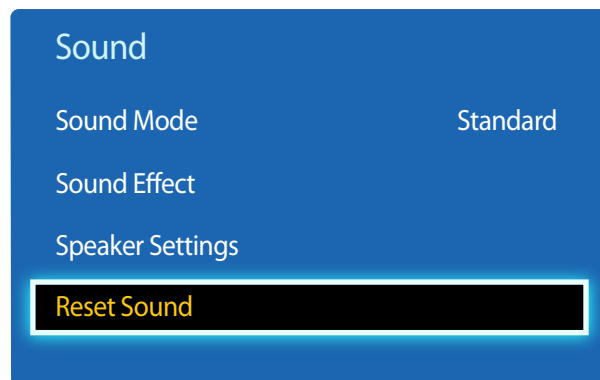 Sound
Sound Mode Standard
Sound Effect
Speaker Settings
Reset Sound